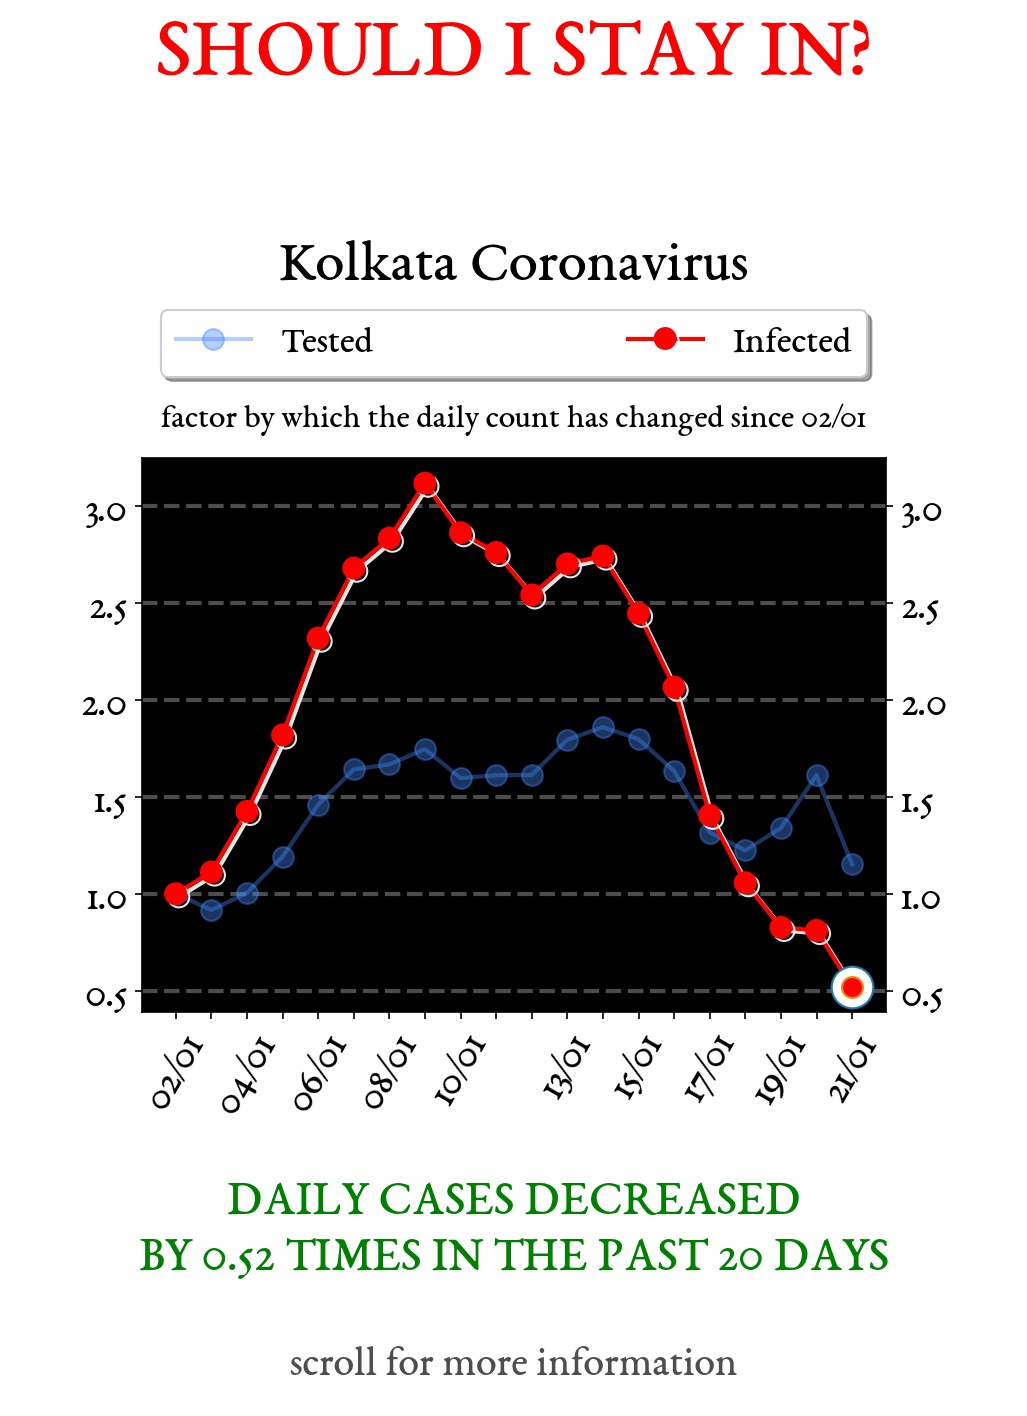 SHOULD I STAY IN?
Kolkata Coronavirus
Tested Infected
factor by which the daily count has changed since 02/01
3.0 3.0
2.5 2.5
2.0 2.0
1.5 1.5
1.0 1.0
0.5 0.5
02/01 04/01 06/01 08/01 10/01 13/01 15/01 17/01 19/01 21/01
DAILY CASES DECREASED
BY 0.52 TIMES IN THE PAST 20 DAYS
scroll for more information